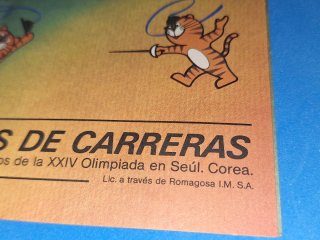 S DE CARRERAS
os de la XXIV Olimpiada en Seúl. Corea.
Lic. a través de Romagosa I.M. S.A.